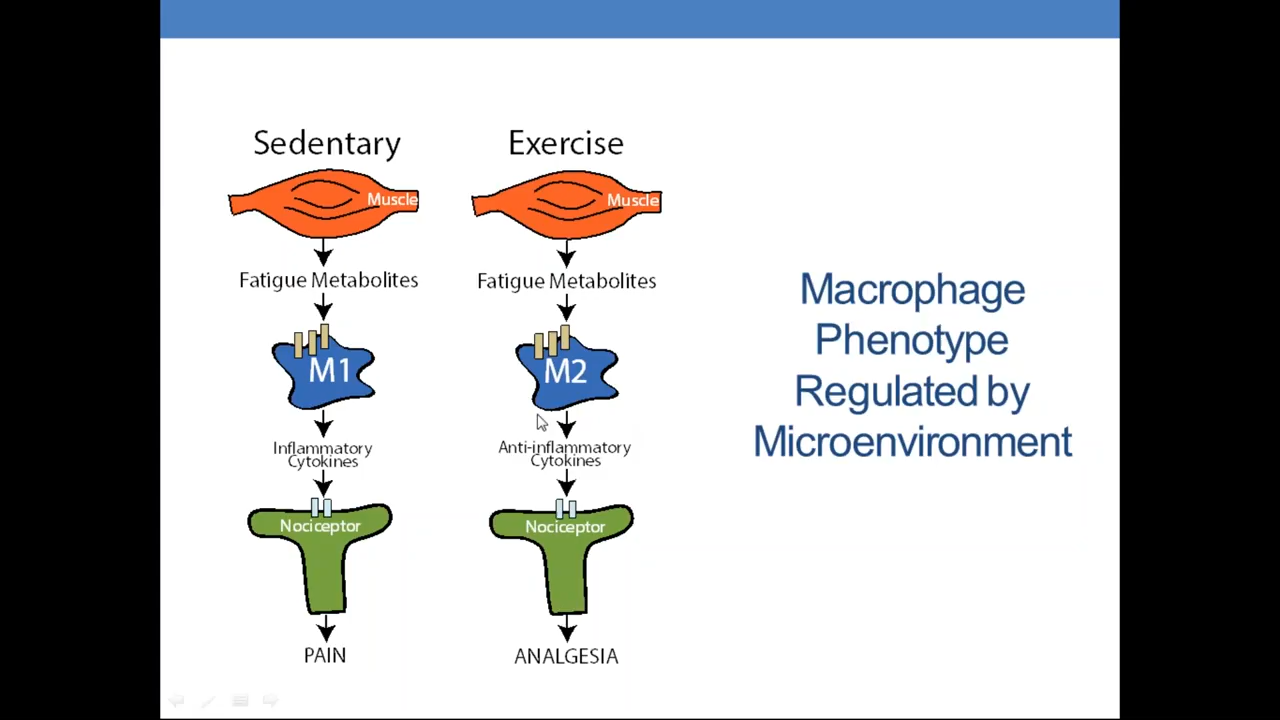 Sedentary
Muscle
Fatigue Metabolites
M1
Inflammatory
Cytokines
Nociceptor
PAIN
Exercise
Muscle
Fatigue Metabolites
M2
Anti-inflammatory
Cytokines
Nociceptor
ANALGESIA
Macrophage
Phenotype
Regulated by
Microenvironment